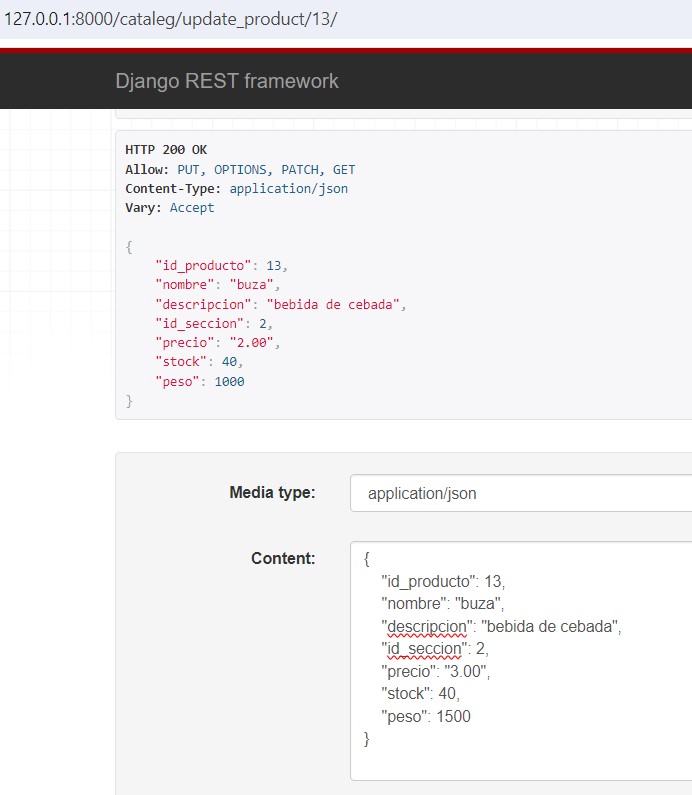 127.0.0.1:8000/cataleg/update_product/13/
Django REST framework
HTTP 200 OK
Allow: PUT, OPTIONS, PATCH, GET
Content-Type: application/json
Vary: Accept
{
"id_producto": 13,
"nombre": "buza",
"descripcion": "bebida de cebada",
"id_seccion": 2,
"precio": "2.00",
"stock": 40,
"peso": 1000
}
Media type: application/json
Content:
{
"id_producto": 13,
"nombre": "buza",
"descripcion": "bebida de cebada",
"id_seccion": 2,
"precio": "3.00",
"stock": 40,
"peso": 1500
}